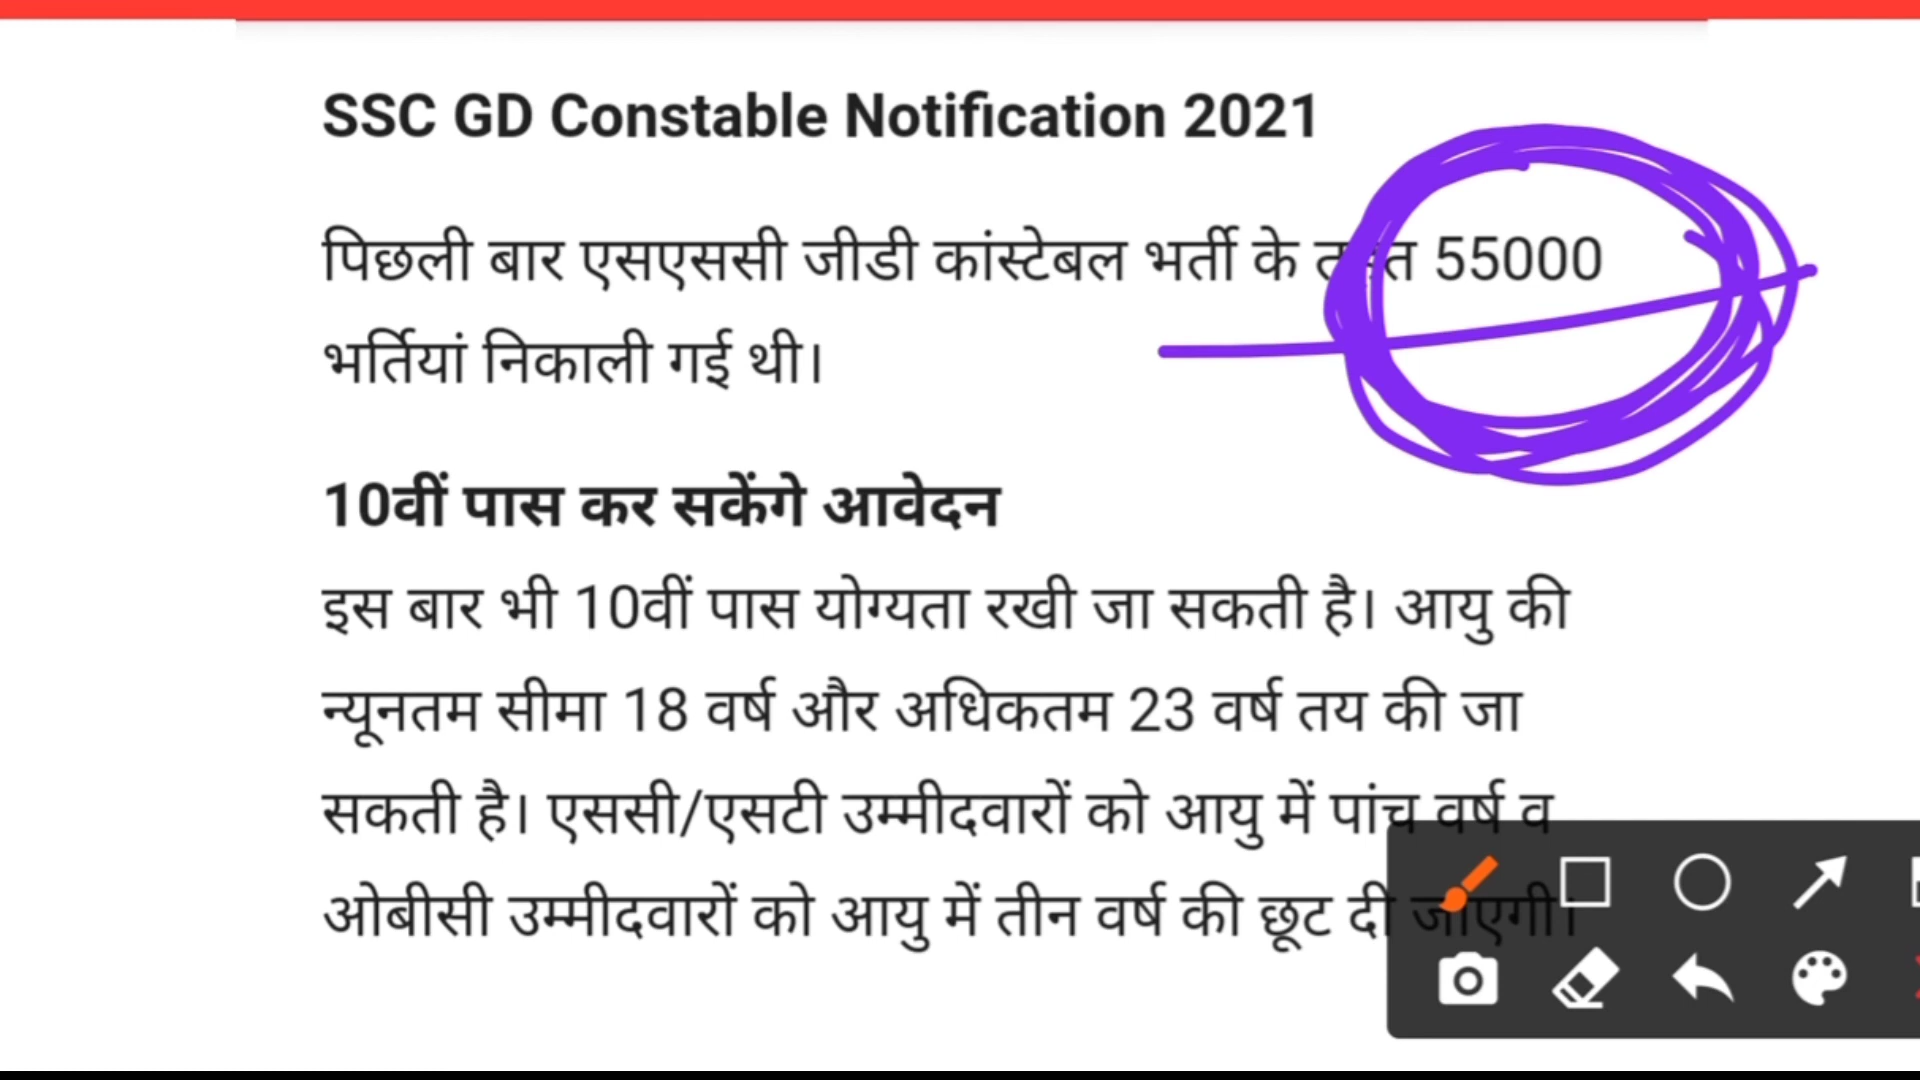 SSC GD Constable Notification 2021
पिछली बार एसएससी जीडी कांस्टेबल भर्ती के तहत 55000
भर्तियां निकाली गई थी।
10वीं पास कर सकेंगे आवेदन
इस बार भी 10वीं पास योग्यता रखी जा सकती है। आयु की
न्यूनतम सीमा 18 वर्ष और अधिकतम 23 वर्ष तय की जा
सकती है। एससी/एसटी उम्मीदवारों को आयु में पांच वर्ष व
ओबीसी उम्मीदवारों को आयु में तीन वर्ष की छूट दी जाएगी।